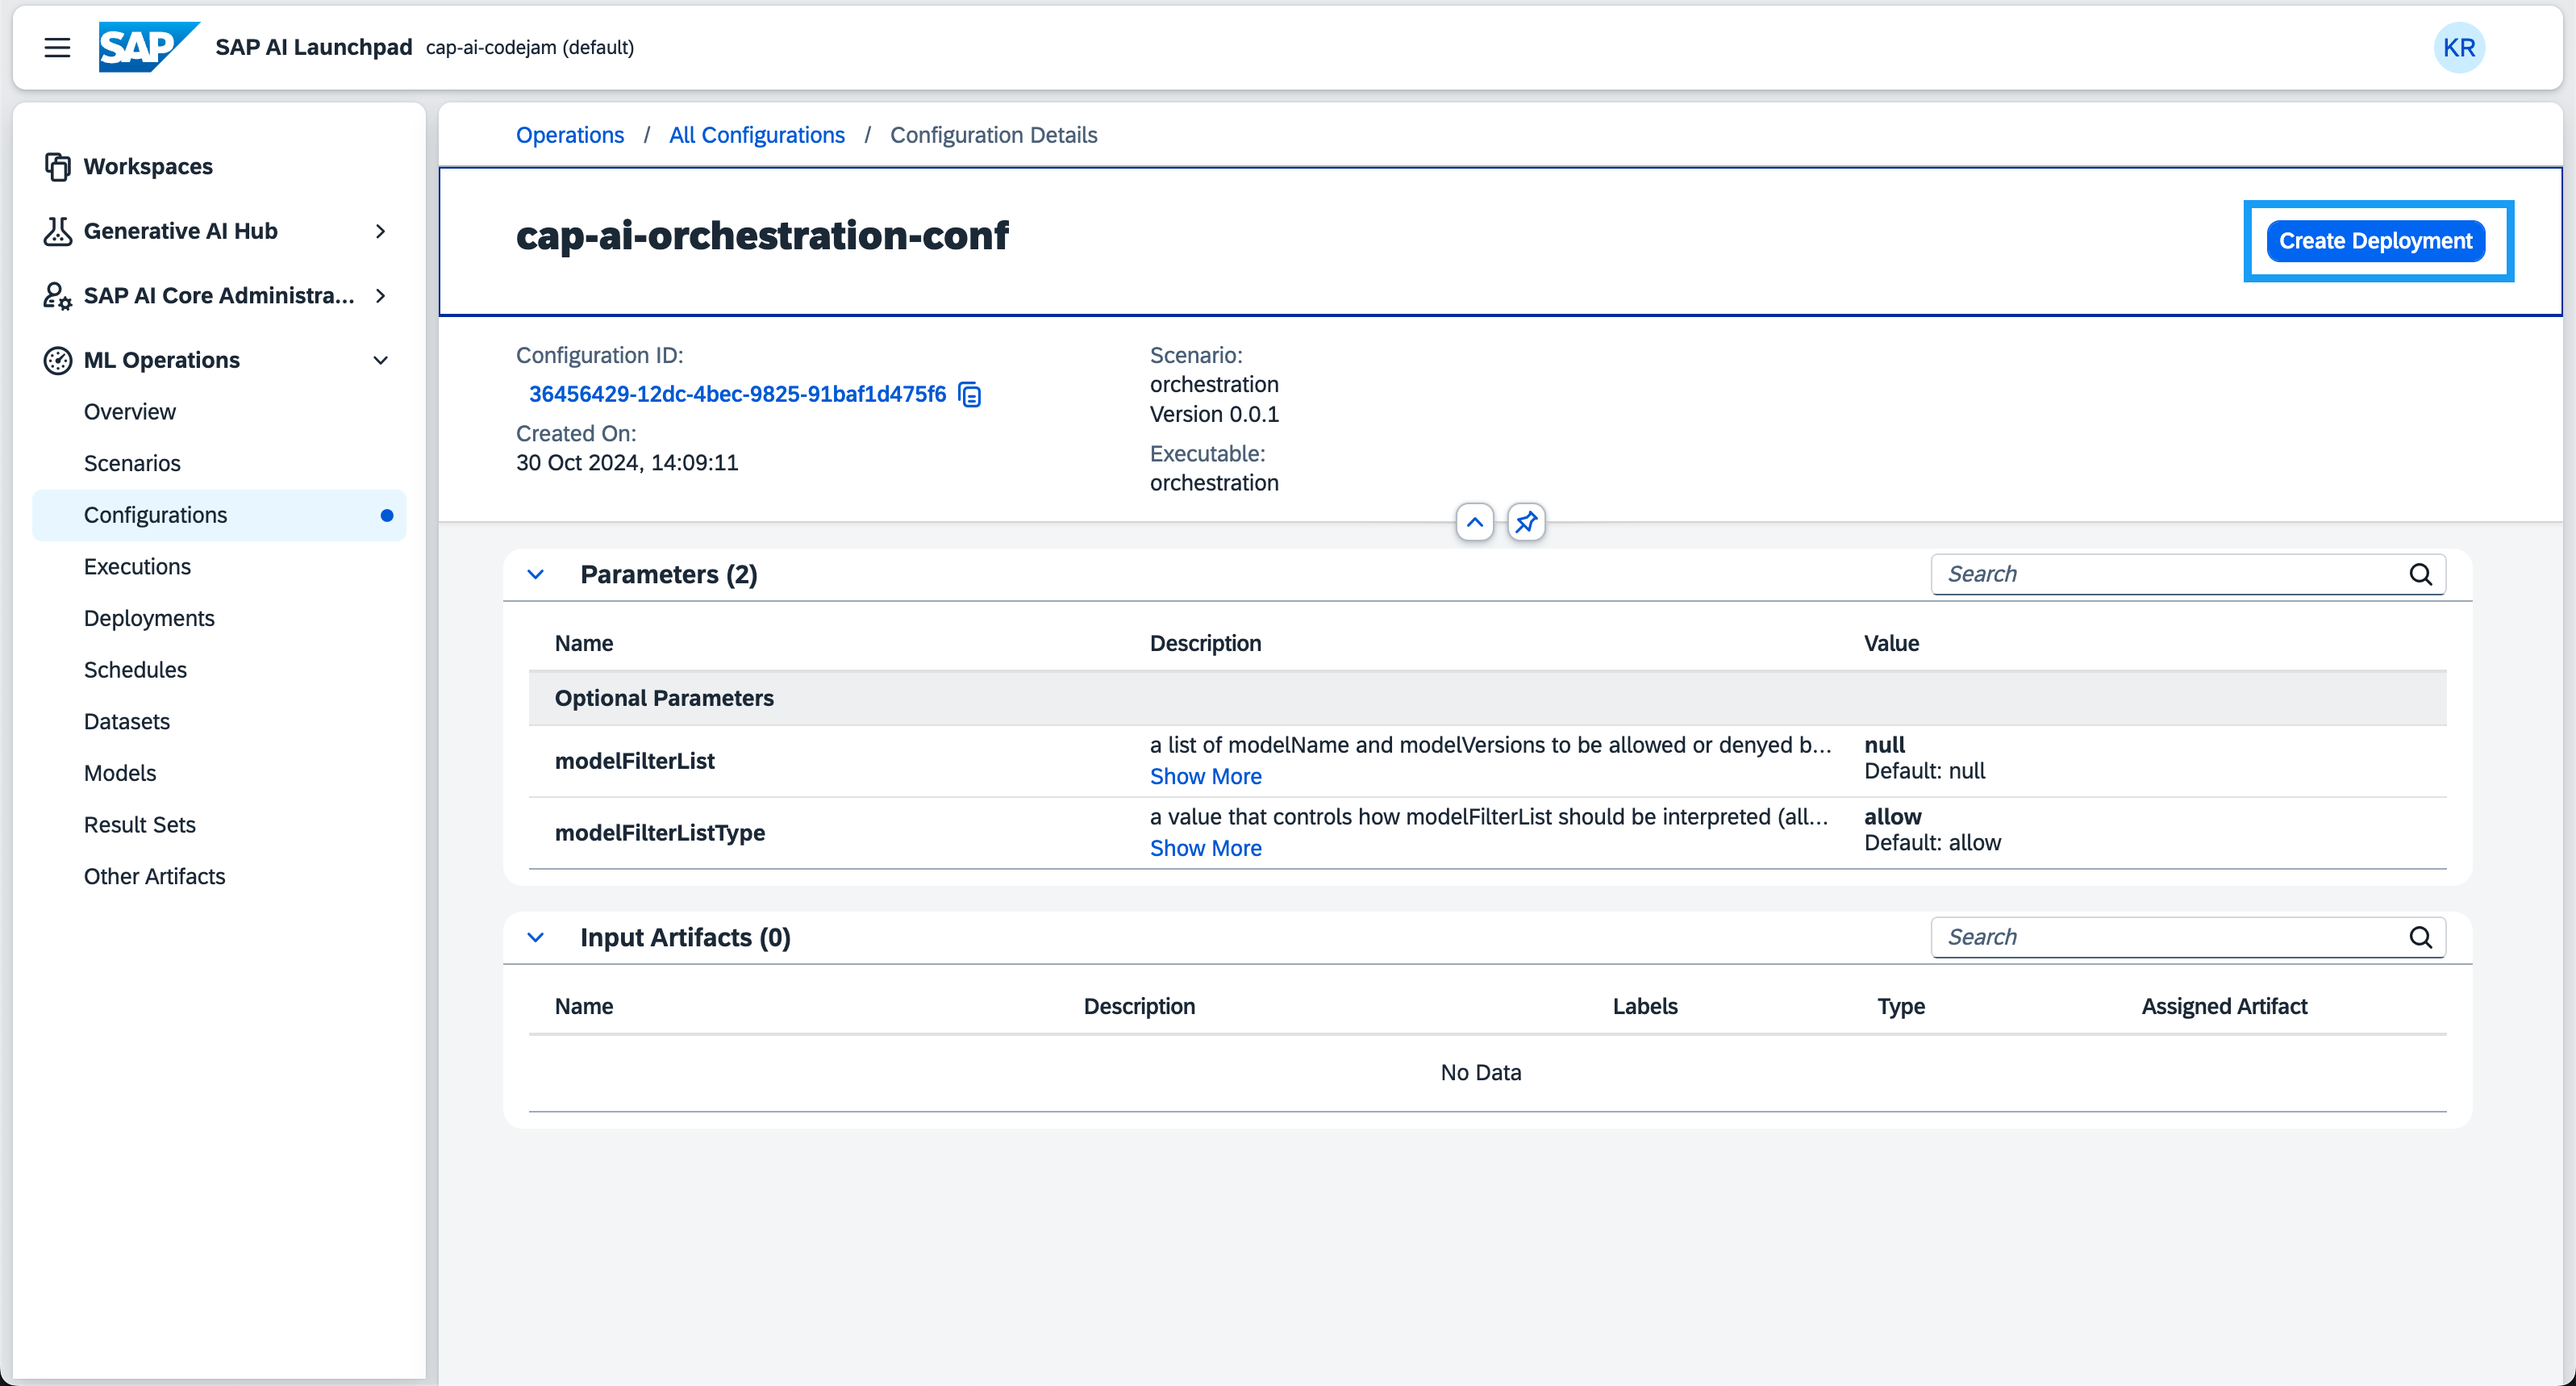 SAP SAP AI Launchpad cap-ai-codejam (default) KR
Workspaces
Generative AI Hub
SAP AI Core Administra...
ML Operations
Overview
Scenarios
Configurations
Executions
Deployments
Schedules
Datasets
Models
Result Sets
Other Artifacts
Operations / All Configurations / Configuration Details
cap-ai-orchestration-conf
Create Deployment
Configuration ID:
36456429-12dc-4bec-9825-91baf1d475f6
Created On:
30 Oct 2024, 14:09:11
Scenario:
orchestration
Version 0.0.1
Executable:
orchestration
Parameters (2)
Search
Name Description Value
Optional Parameters
modelFilterList
a list of modelName and modelVersions to be allowed or denied b...
Show More
null
Default: null
modelFilterListType
a value that controls how modelFilterList should be interpreted (all...
Show More
allow
Default: allow
Input Artifacts (0)
Search
Name Description Labels Type Assigned Artifact
No Data